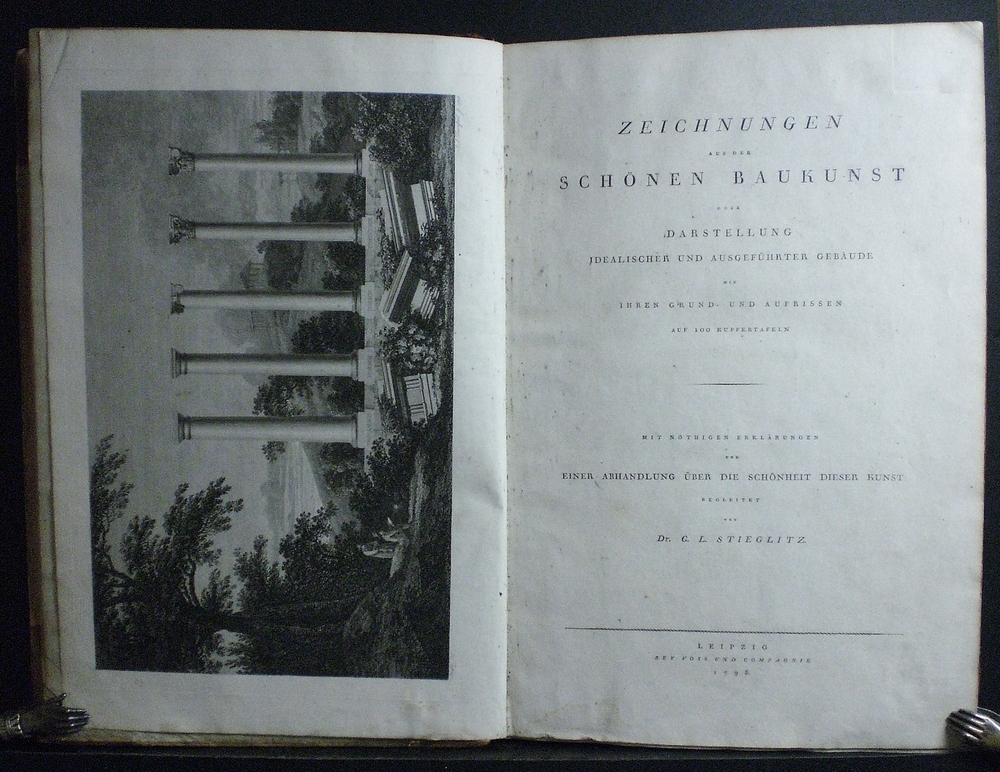 ZEICHNUNGEN
AUS DER
SCHÖNEN BAUKUNST
ODER
DARSTELLUNG
IDEALISCHER UND AUSGEFÜHRTER GEBÄUDE
MIT
IHREN GRUND- UND AUFRISSEN
AUF 100 KUPFERTAFELN
MIT NÖTHIGEN ERKLÄRUNGEN
UND
EINER ABHANDLUNG ÜBER DIE SCHÖNHEIT DIESER KUNST
BEGLEITET
VON
Dr. C. L. STIEGLITZ.
LEIPZIG
BEY VOSS UND COMPAGNIE
1798.